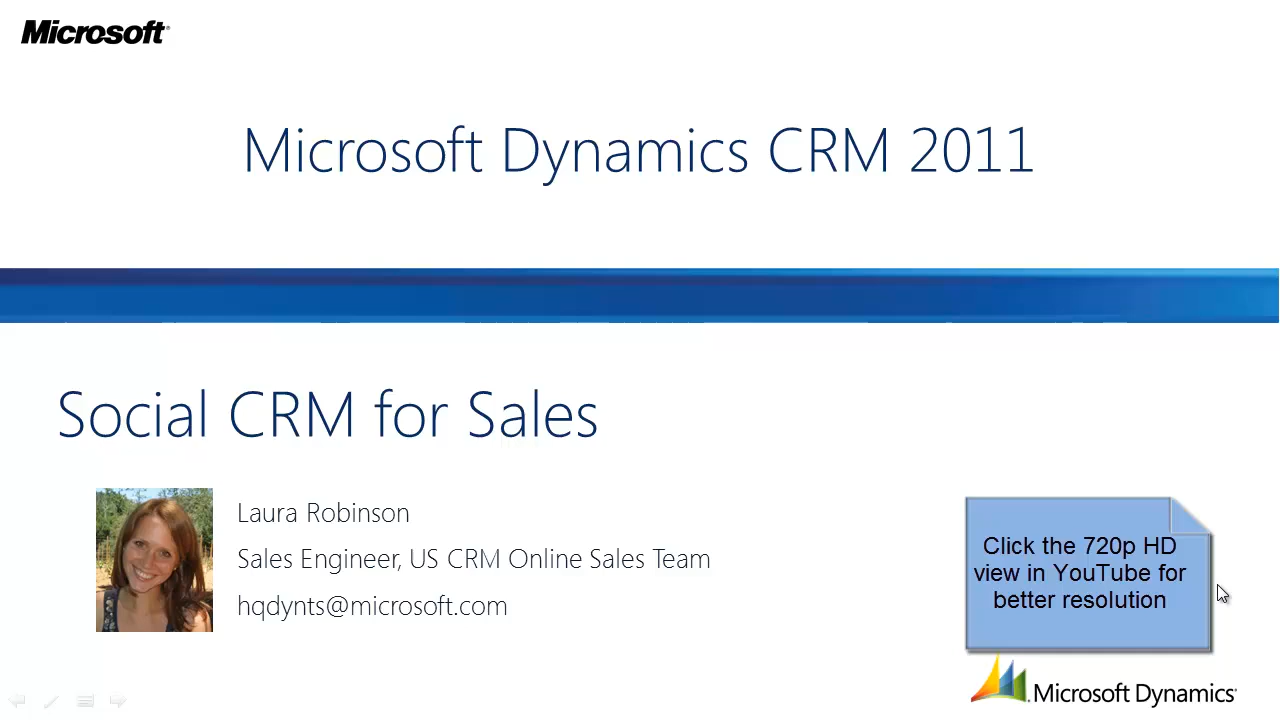 Microsoft
Microsoft Dynamics CRM 2011
Social CRM for Sales
Laura Robinson
Sales Engineer, US CRM Online Sales Team
hqdynts@microsoft.com
Click the 720p HD
view in YouTube for
better resolution
Microsoft Dynamics